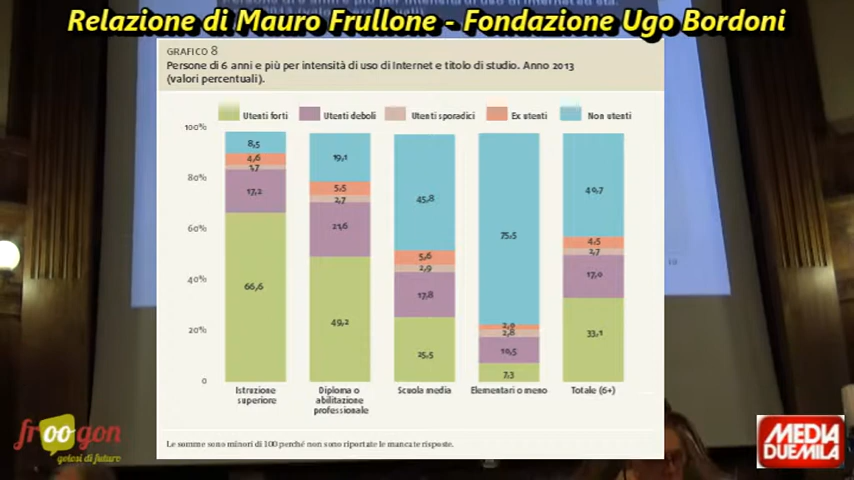 Relazione di Mauro Frullone - Fondazione Ugo Bordoni
GRAFICO 8
Persone di 6 anni e più per intensità di uso di Internet e titolo di studio. Anno 2013
(valori percentuali).
Utenti forti Utenti deboli Utenti sporadici Ex utenti Non utenti
100%
80%
60%
40%
20%
0
8,5
4,6
1,7
17,2
66,6
19,1
5,5
2,7
21,6
49,2
45,8
5,6
2,9
17,8
25,5
75,5
2,0
2,8
10,5
7,3
40,7
4,5
2,7
17,0
33,1
Istruzione
superiore
Diploma o
abilitazione
professionale
Scuola media
Elementari o meno
Totale (6+)
Le somme sono minori di 100 perché non sono riportate le mancate risposte.
froogon
golosi di futuro
MEDIA
DUEMILA